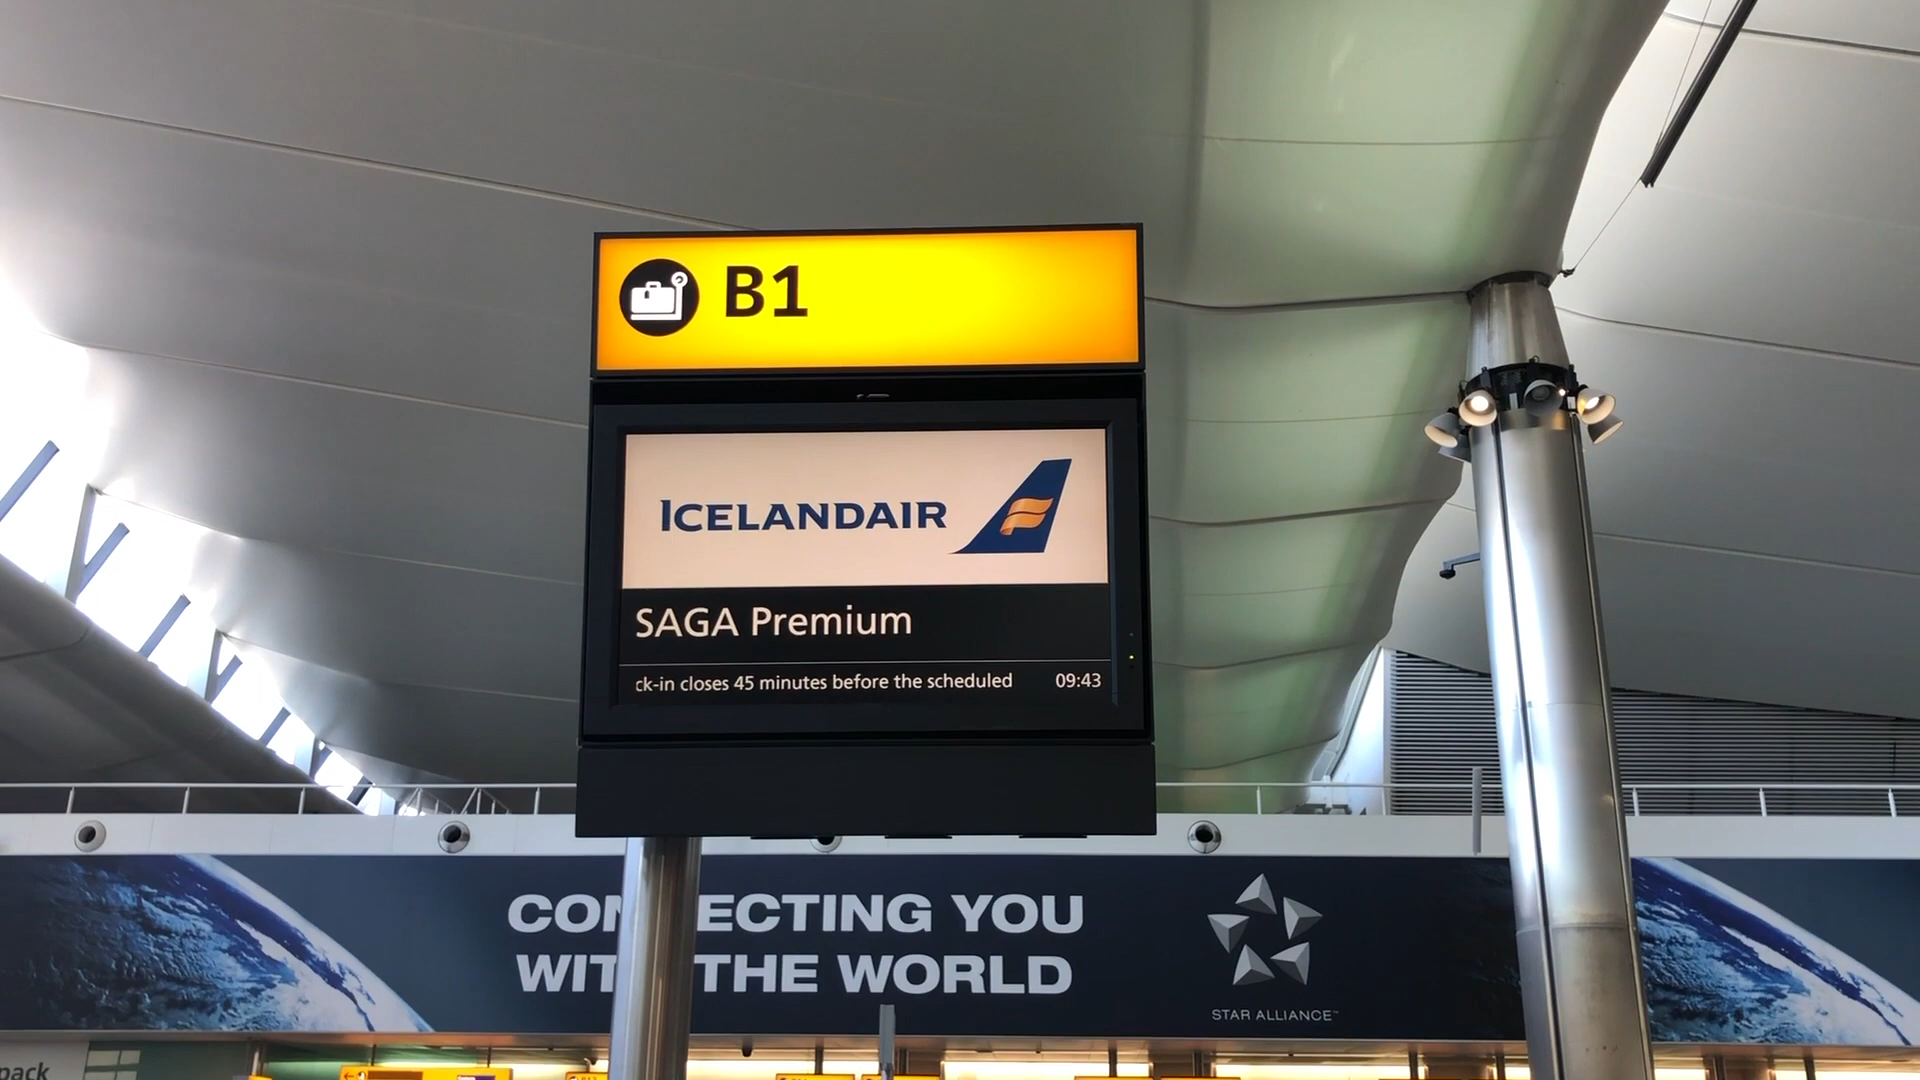 B1
ICELANDAIR
SAGA Premium
ck-in closes 45 minutes before the scheduled 09:43
CON ECTING YOU
WIT THE WORLD
STAR ALLIANCE™
pack